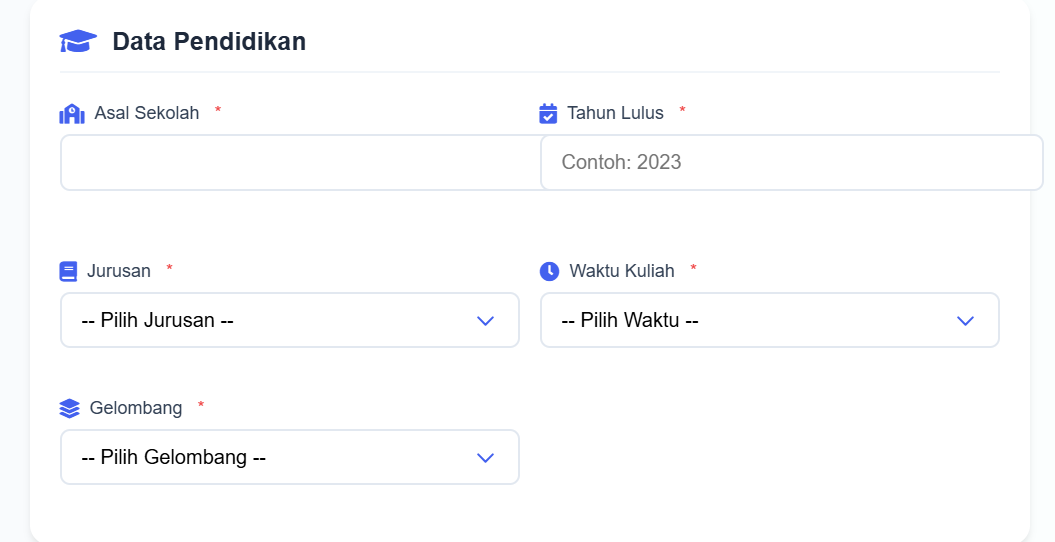 Data Pendidikan
Asal Sekolah *
Tahun Lulus *
Contoh: 2023
Jurusan *
Waktu Kuliah *
-- Pilih Jurusan --
-- Pilih Waktu --
Gelombang *
-- Pilih Gelombang --